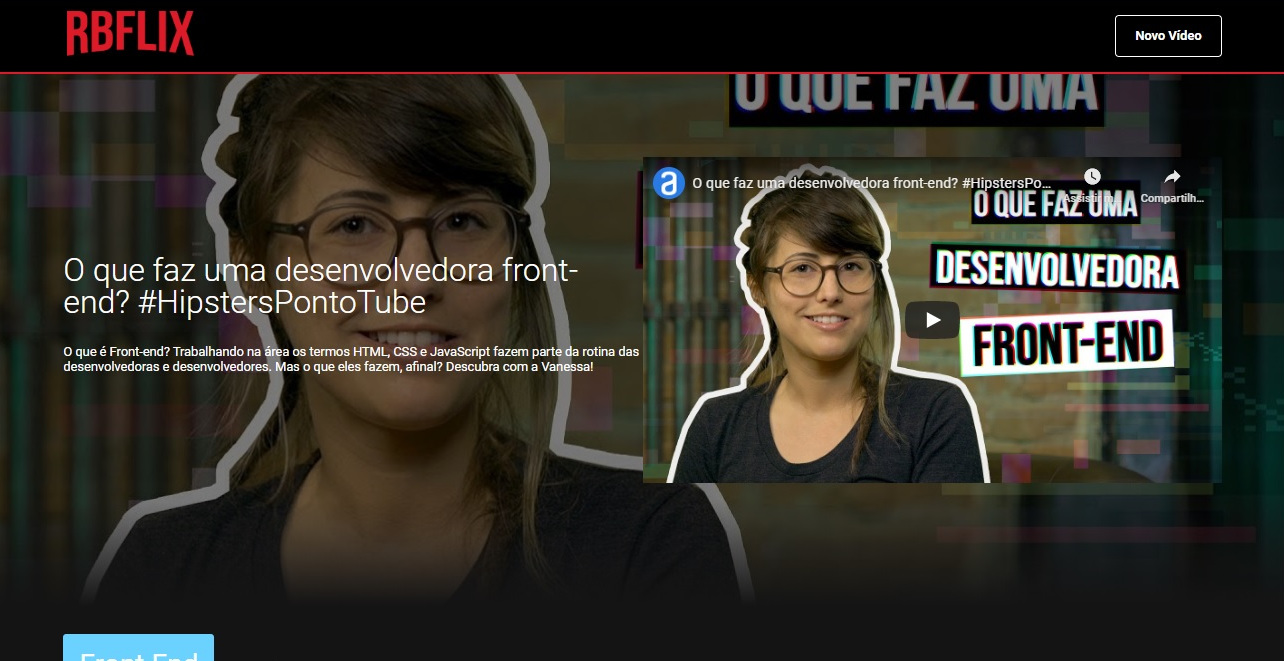 RBFLIX
Novo Vídeo
O QUE FAZ UMA
O que faz uma desenvolvedora front-end? #HipstersPo...
Compartilh...
O QUE FAZ UMA
DESENVOLVEDORA
FRONT-END
O que faz uma desenvolvedora front-
end? #HipstersPontoTube
O que é Front-end? Trabalhando na área os termos HTML, CSS e JavaScript fazem parte da rotina das
desenvolvedoras e desenvolvedores. Mas o que eles fazem, afinal? Descubra com a Vanessa!
Front End